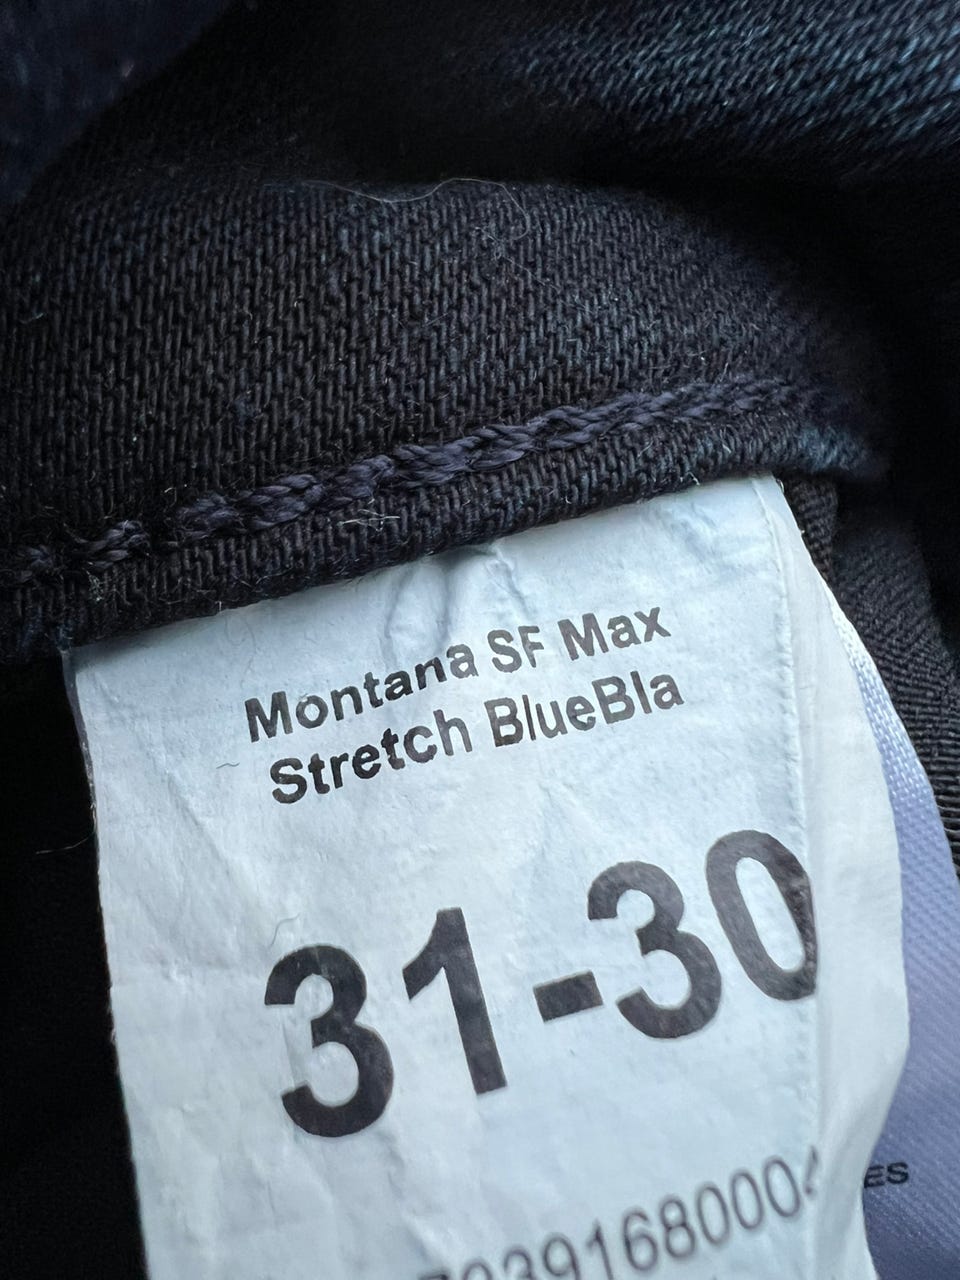 Montana SF Max
Stretch BlueBla
31-30